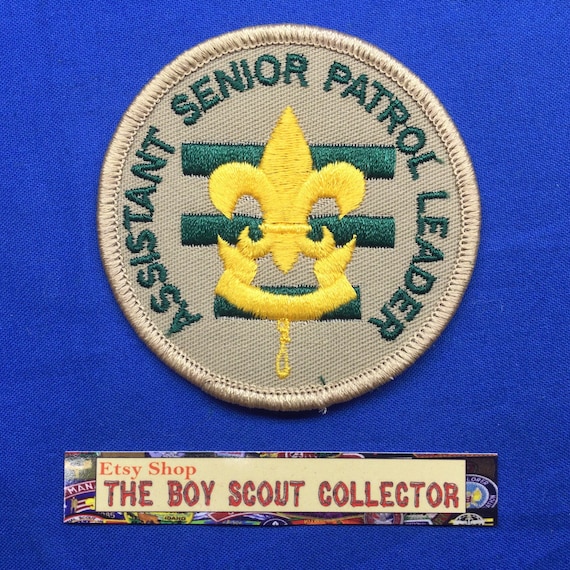 ASSISTANT SENIOR PATROL LEADER
Etsy Shop
THE BOY SCOUT COLLECTOR